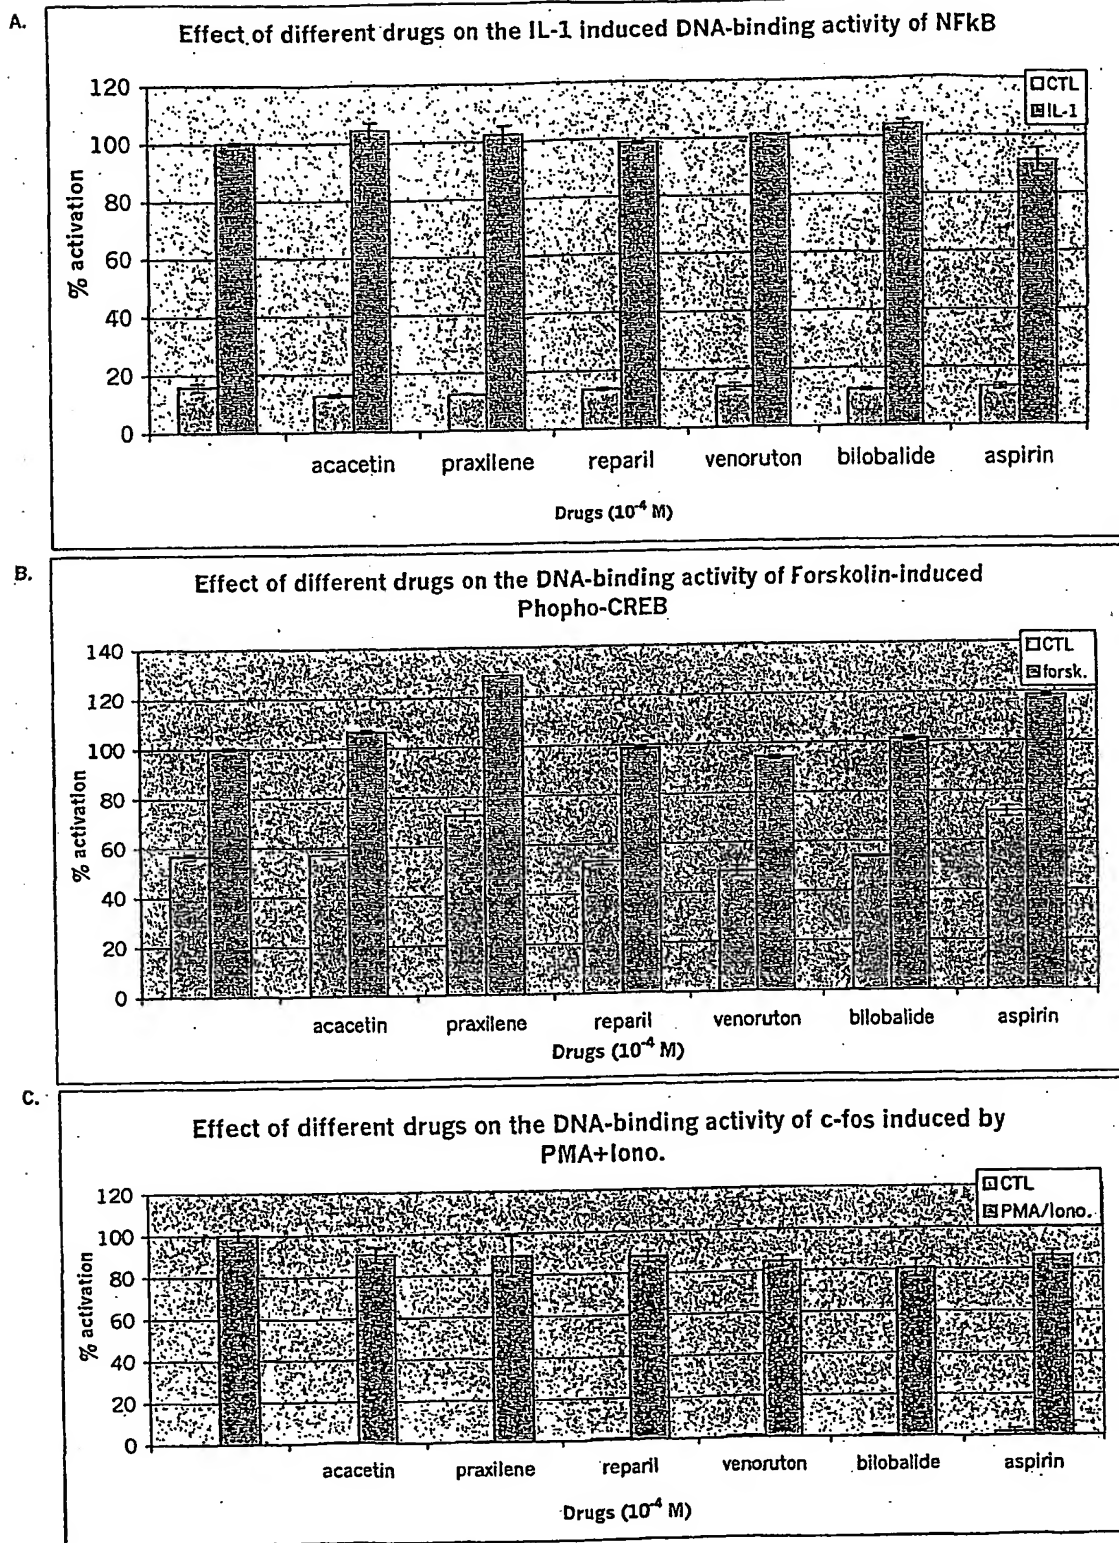 A.
Effect of different drugs on the IL-1 induced DNA-binding activity of NFkB
CTL
IL-1
120
100
80
60
40
20
0
% activation
acacetin praxilene reparil venoruton bilobalide aspirin
Drugs (10⁻⁴ M)
B.
Effect of different drugs on the DNA-binding activity of Forskolin-induced
Phopho-CREB
CTL
forsk.
140
120
100
80
60
40
20
0
% activation
acacetin praxilene reparil venoruton bilobalide aspirin
Drugs (10⁻⁴ M)
C.
Effect of different drugs on the DNA-binding activity of c-fos induced by
PMA+Iono.
CTL
PMA/Iono.
120
100
80
60
40
20
0
% activation
acacetin praxilene reparil venoruton bilobalide aspirin
Drugs (10⁻⁴ M)